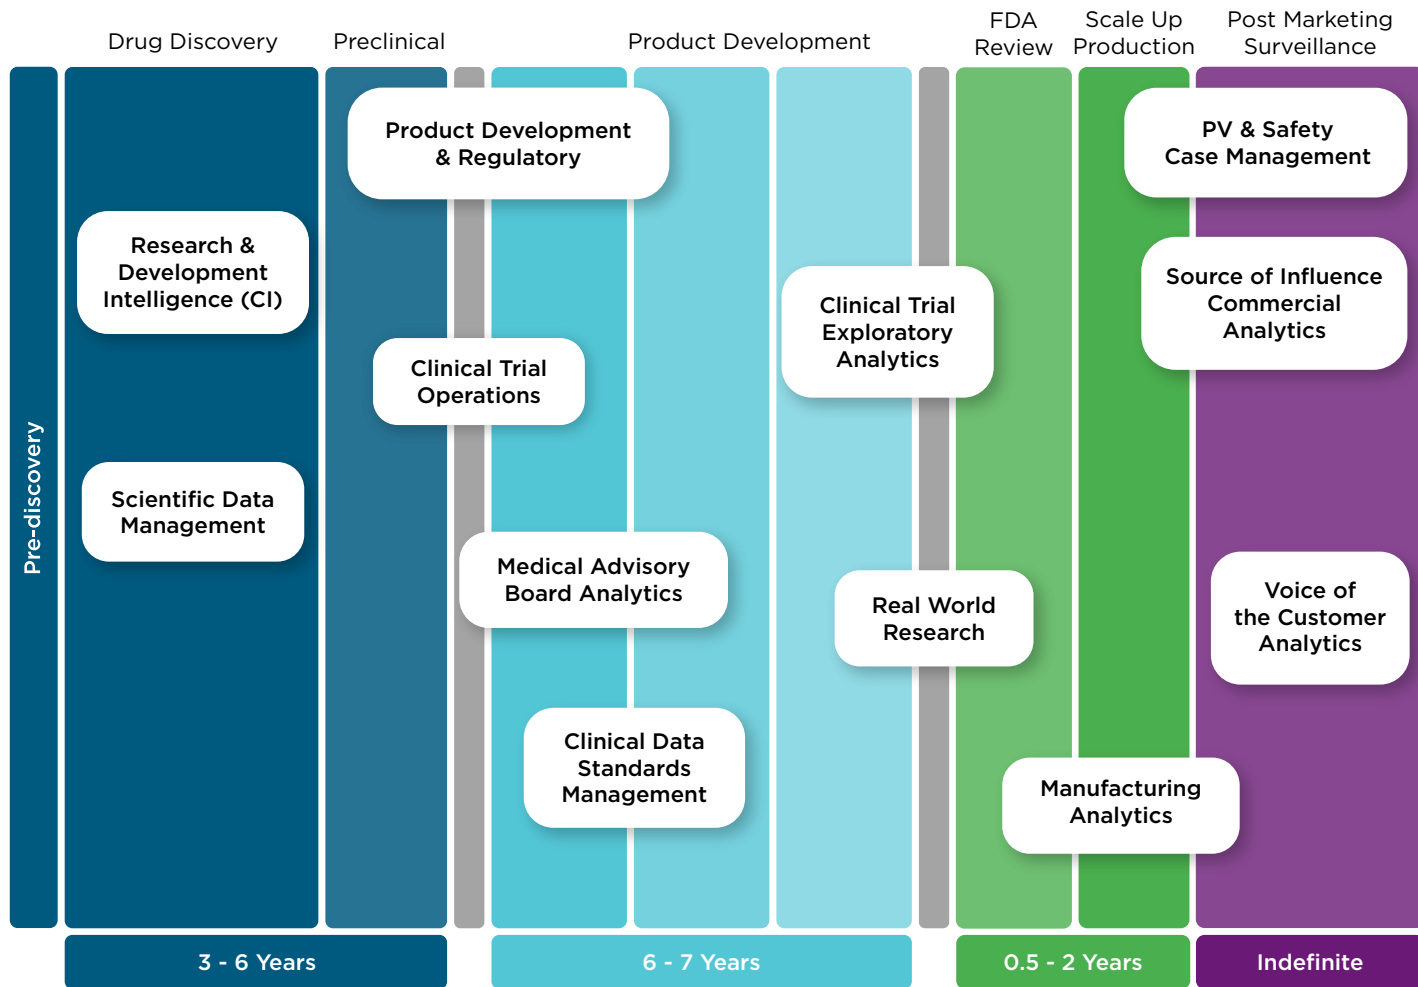 Drug Discovery
Preclinical
Product Development
FDA
Review
Scale Up
Production
Post Marketing
Surveillance
Pre-discovery
Product Development
& Regulatory
PV & Safety
Case Management
Research &
Development
Intelligence (CI)
Source of Influence
Commercial
Analytics
Clinical Trial
Exploratory
Analytics
Clinical Trial
Operations
Scientific Data
Management
Medical Advisory
Board Analytics
Real World
Research
Voice of
the Customer
Analytics
Clinical Data
Standards
Management
Manufacturing
Analytics
3 - 6 Years
6 - 7 Years
0.5 - 2 Years
Indefinite